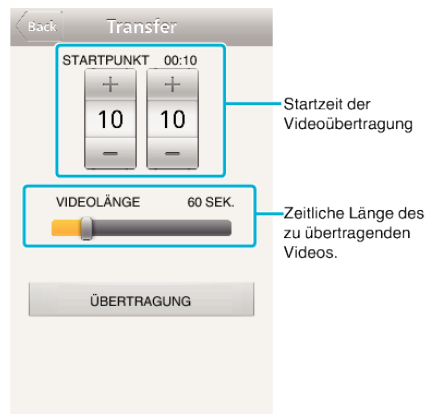 Back Transfer
STARTPUNKT 00:10
+ +
10 10
– –
Startzeit der
Videoübertragung
VIDEOLÄNGE 60 SEK.
Zeitliche Länge des
zu übertragenden
Videos.
ÜBERTRAGUNG